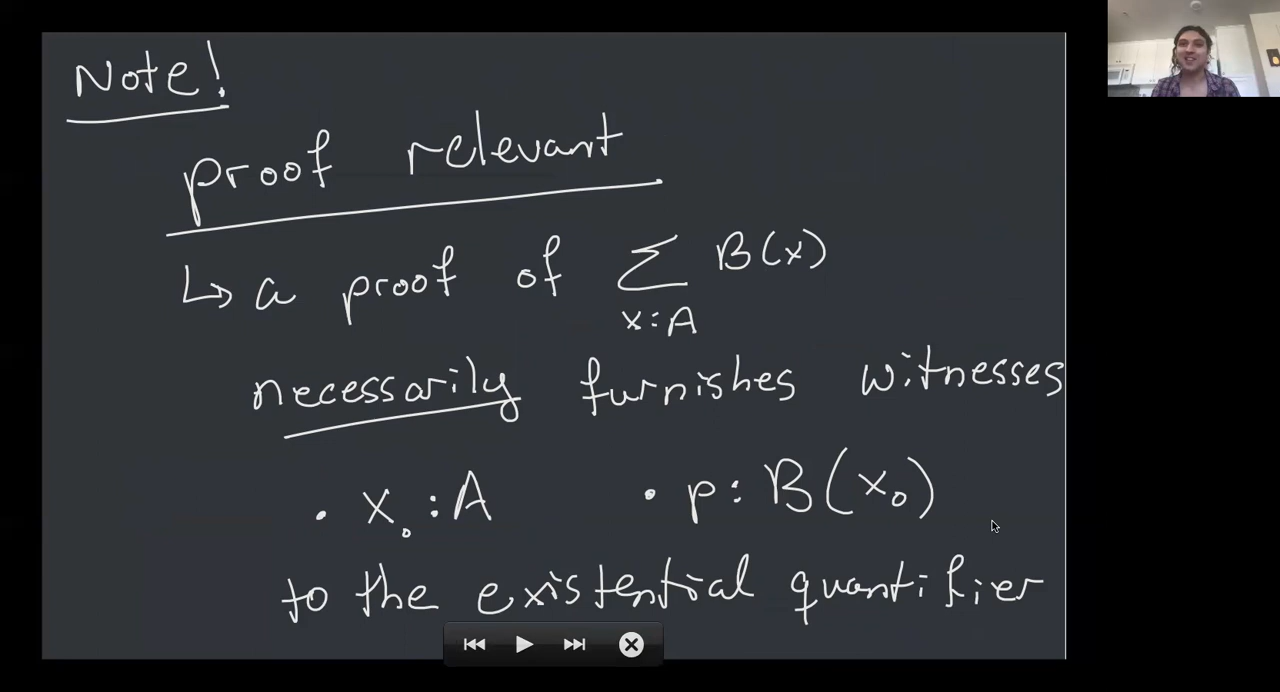 Note!
proof relevant
↳ a proof of ∑ B(x)
x:A
necessarily furnishes witnesses
• x₀ : A • p : B(x₀)
to the existential quantifier